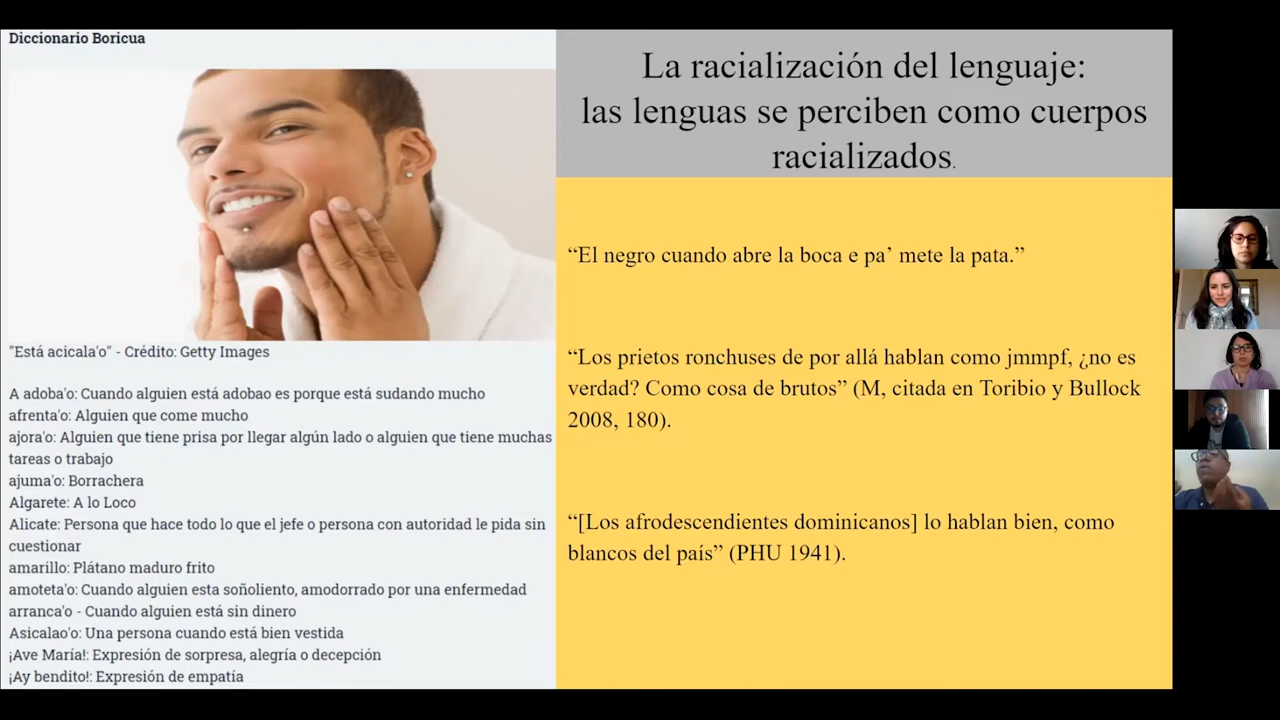 Diccionario Boricua
"Está acicala'o" - Crédito: Getty Images
A adoba'o: Cuando alguien está adobao es porque está sudando mucho
afrenta'o: Alguien que come mucho
ajora'o: Alguien que tiene prisa por llegar algún lado o alguien que tiene muchas
tareas o trabajo
ajuma'o: Borrachera
Algarete: A lo Loco
Alicate: Persona que hace todo lo que el jefe o persona con autoridad le pida sin
cuestionar
amarillo: Plátano maduro frito
amoteta'o: Cuando alguien esta soñoliento, amodorrado por una enfermedad
arranca'o - Cuando alguien está sin dinero
Asicalao'o: Una persona cuando está bien vestida
¡Ave María!: Expresión de sorpresa, alegría o decepción
¡Ay bendito!: Expresión de empatía
La racialización del lenguaje:
las lenguas se perciben como cuerpos
racializados.
“El negro cuando abre la boca e pa’ mete la pata.”
“Los prietos ronchuses de por allá hablan como jmmpf, ¿no es
verdad? Como cosa de brutos” (M, citada en Toribio y Bullock
2008, 180).
“[Los afrodescendientes dominicanos] lo hablan bien, como
blancos del país” (PHU 1941).